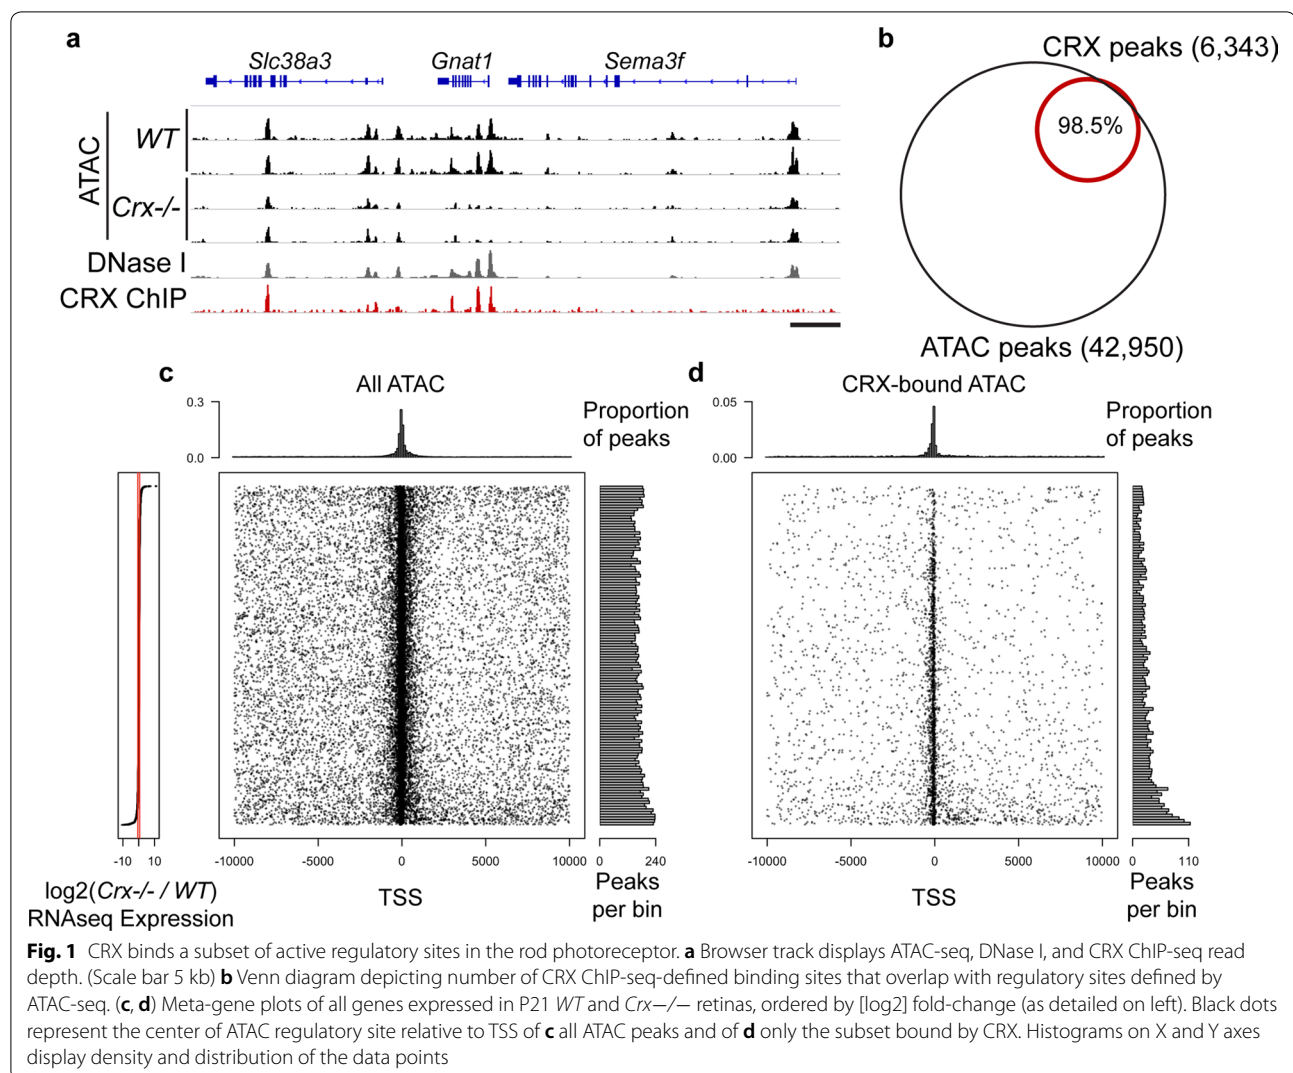 a
Slc38a3
Gnat1
Sema3f
ATAC
WT
Crx-/-
DNase I
CRX ChIP
b
CRX peaks (6,343)
98.5%
ATAC peaks (42,950)
c
All ATAC
0.3
0.0
Proportion
of peaks
-10 10
log2(Crx-/- / WT)
RNAseq Expression
-10000 -5000 0 5000 10000
TSS
0 240
Peaks
per bin
d
CRX-bound ATAC
0.05
0.00
Proportion
of peaks
-10000 -5000 0 5000 10000
TSS
0 110
Peaks
per bin
Fig. 1 CRX binds a subset of active regulatory sites in the rod photoreceptor. a Browser track displays ATAC-seq, DNase I, and CRX ChIP-seq read
depth. (Scale bar 5 kb) b Venn diagram depicting number of CRX ChIP-seq-defined binding sites that overlap with regulatory sites defined by
ATAC-seq. (c, d) Meta-gene plots of all genes expressed in P21 WT and Crx−/− retinas, ordered by [log2] fold-change (as detailed on left). Black dots
represent the center of ATAC regulatory site relative to TSS of c all ATAC peaks and of d only the subset bound by CRX. Histograms on X and Y axes
display density and distribution of the data points